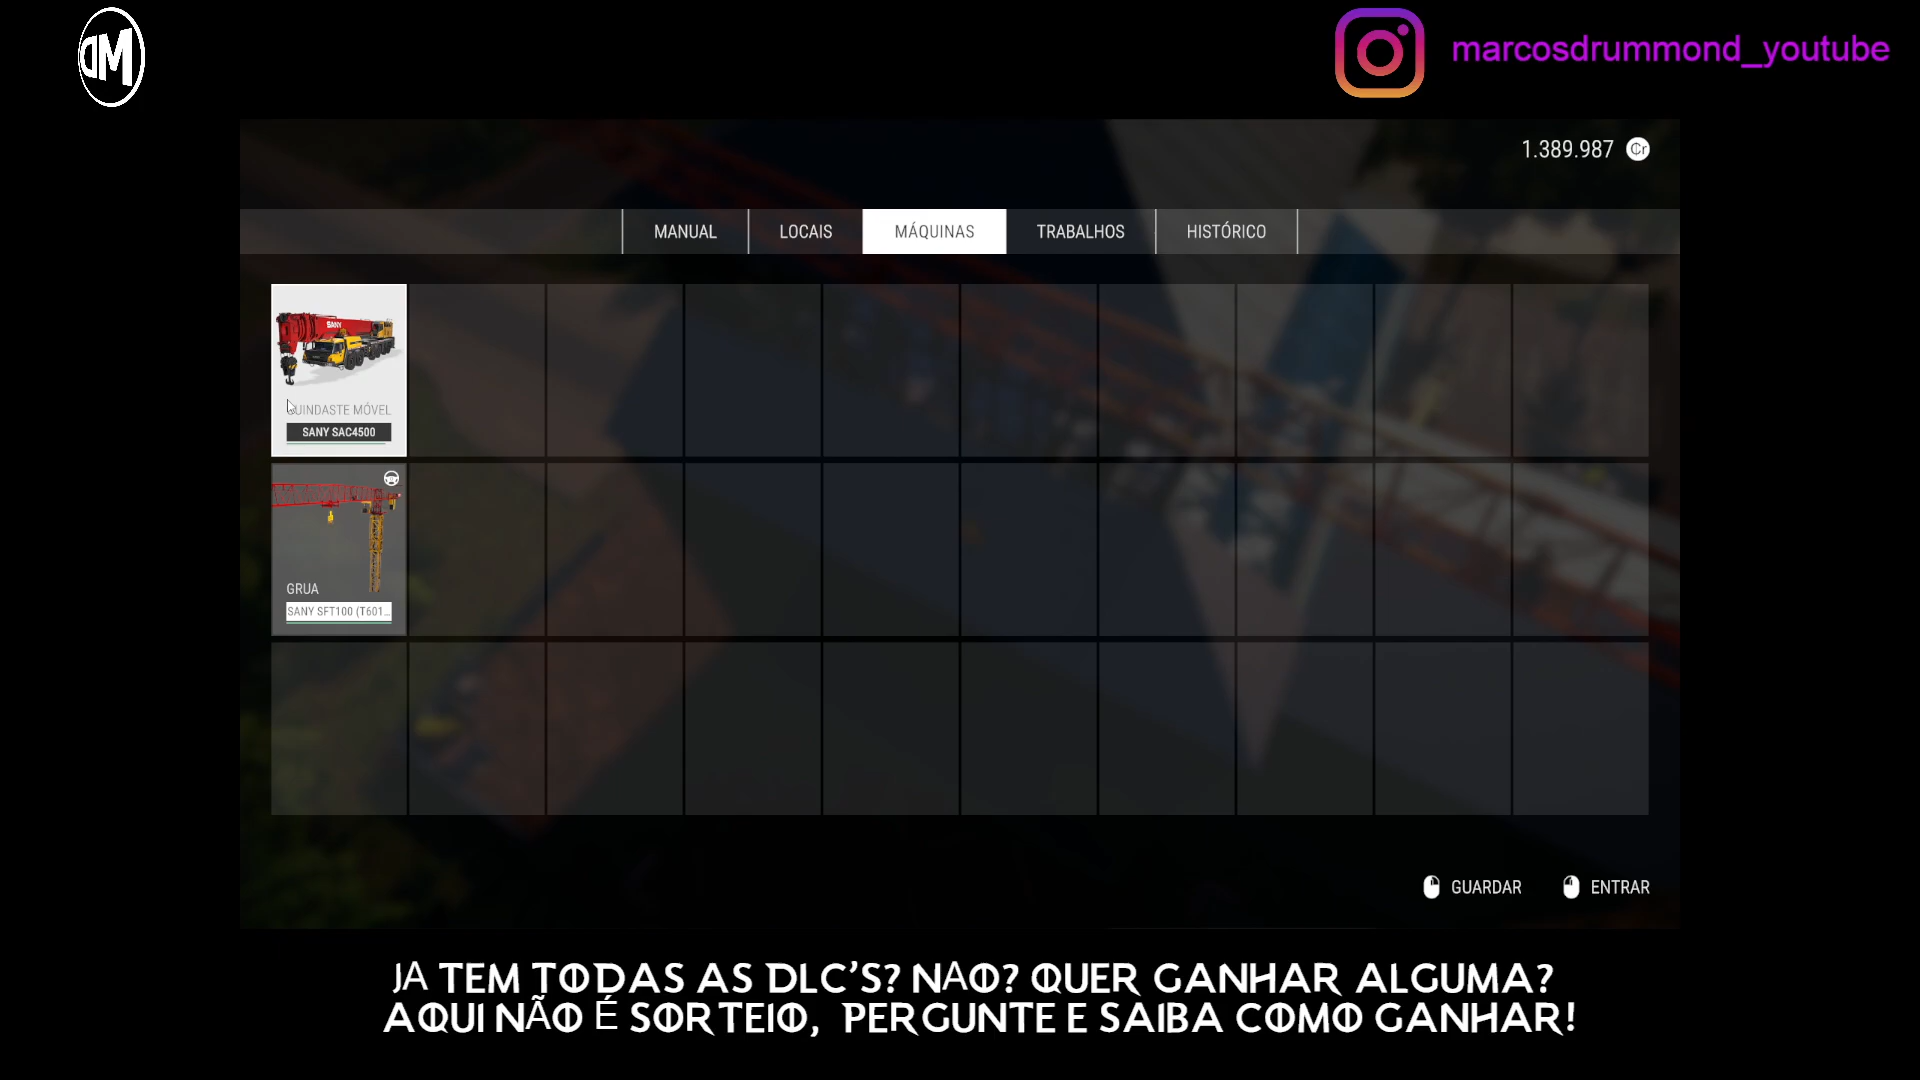 DM
marcosdrummond_youtube
1.389.987 Cr
MANUAL
LOCAIS
MÁQUINAS
TRABALHOS
HISTÓRICO
SANY
GUINDASTE MÓVEL
SANY SAC4500
GRUA
SANY SFT100 (T601...
GUARDAR
ENTRAR
JA TEM TODAS AS DLC'S? NAO? QUER GANHAR ALGUMA?
AQUI NÃO É SORTEIO, PERGUNTE E SAIBA COMO GANHAR!